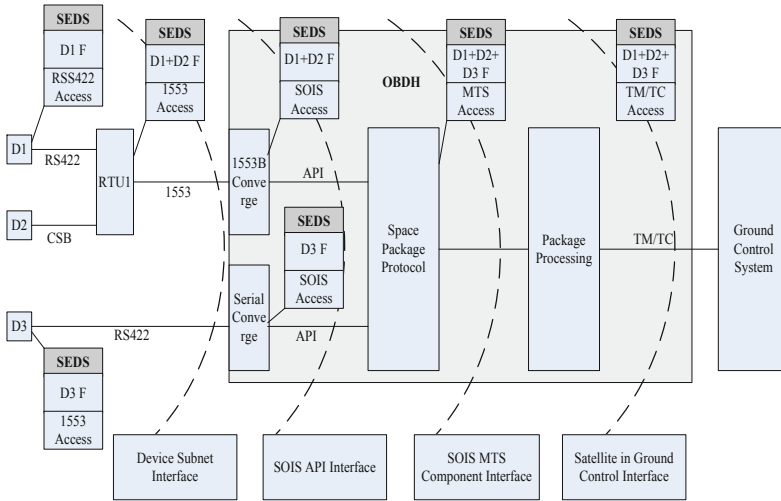 SEDS
D1 F
RSS422
Access
SEDS
D1+D2 F
1553
Access
SEDS
D1+D2 F
SOIS
Access
OBDH
SEDS
D1+D2+
D3 F
MTS
Access
SEDS
D1+D2+
D3 F
TM/TC
Access
D1
RS422
RTU1
1553
1553B
Conve
rge
API
D2
CSB
SEDS
D3 F
SOIS
Access
Space
Package
Protocol
Package
Processing
TM/TC
Ground
Control
System
D3
RS422
Serial
Conve
rge
API
SEDS
D3 F
1553
Access
Device Subnet
Interface
SOIS API Interface
SOIS MTS
Component Interface
Satellite in Ground
Control Interface